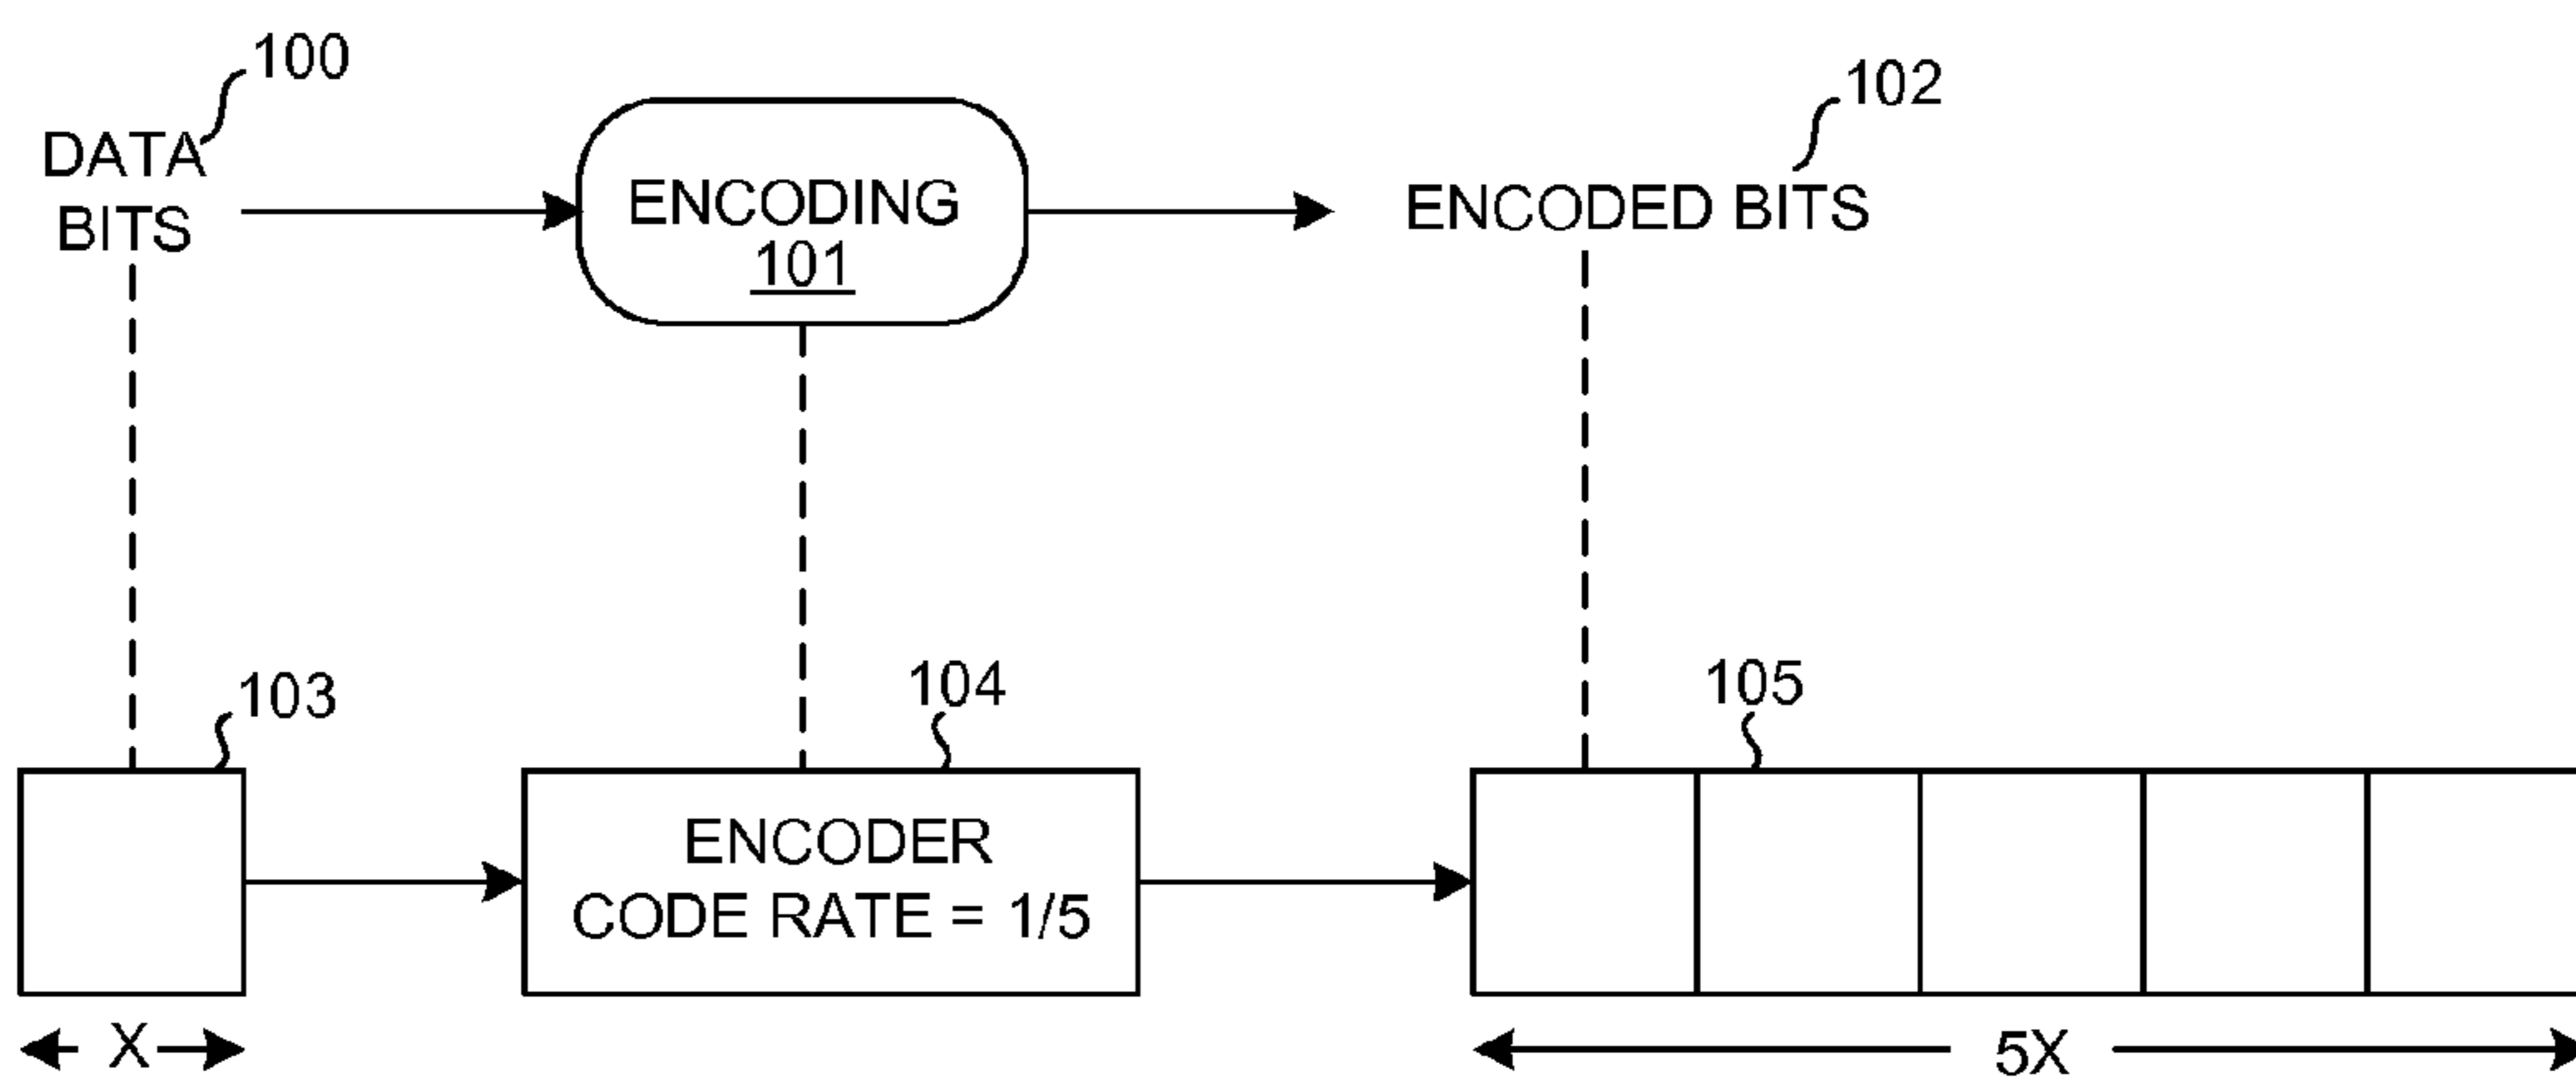 100
DATA
BITS
ENCODING
101
102
ENCODED BITS
103
104
105
ENCODER
CODE RATE = 1/5
X
5X